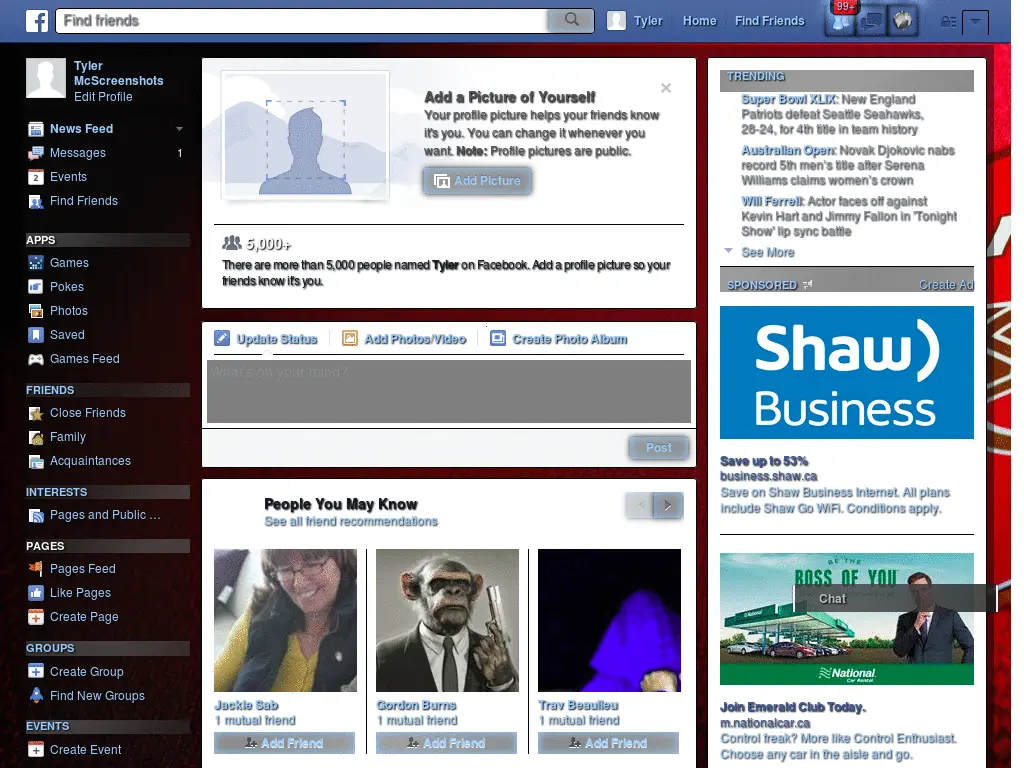 Find friends
Tyler
Home
Find Friends
99+
Tyler
McScreenshots
Edit Profile
News Feed
Messages 1
2 Events
Find Friends
APPS
Games
Pokes
Photos
Saved
Games Feed
FRIENDS
Close Friends
Family
Acquaintances
INTERESTS
Pages and Public ...
PAGES
Pages Feed
Like Pages
Create Page
GROUPS
Create Group
Find New Groups
EVENTS
Create Event
Add a Picture of Yourself
Your profile picture helps your friends know
it's you. You can change it whenever you
want. Note: Profile pictures are public.
Add Picture
5,000+
There are more than 5,000 people named Tyler on Facebook. Add a profile picture so your
friends know it's you.
Update Status
Add Photos/Video
Create Photo Album
What's on your mind?
Post
People You May Know
See all friend recommendations
Jackie Sab
1 mutual friend
Add Friend
Gordon Burns
1 mutual friend
Add Friend
Trav Beaulieu
1 mutual friend
Add Friend
TRENDING
Super Bowl XLIX: New England
Patriots defeat Seattle Seahawks,
28-24, for 4th title in team history
Australian Open: Novak Djokovic nabs
record 5th men's title after Serena
Williams claims women's crown
Will Ferrell: Actor faces off against
Kevin Hart and Jimmy Fallon in 'Tonight
Show' lip sync battle
See More
SPONSORED
Create Ad
Shaw)
Business
Save up to 53%
business.shaw.ca
Save on Shaw Business Internet. All plans
include Shaw Go WiFi. Conditions apply.
BE THE
BOSS OF YOU
Chat
National
Car Rental
Join Emerald Club Today.
m.nationalcar.ca
Control freak? More like Control Enthusiast.
Choose any car in the aisle and go.